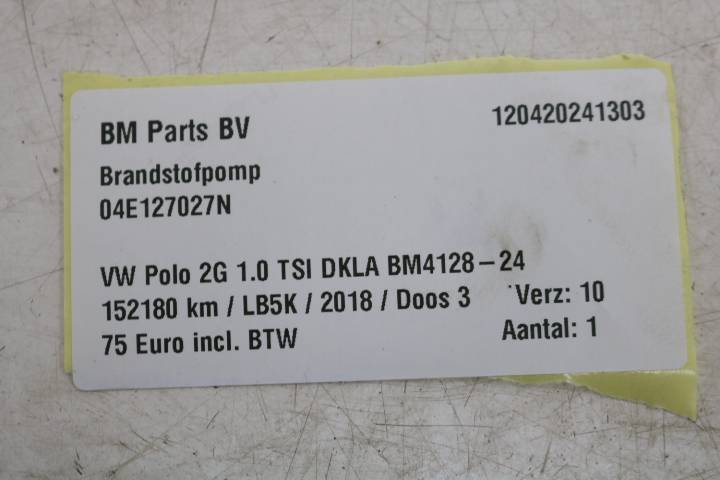 BM Parts BV 120420241303
Brandstofpomp
04E127027N
VW Polo 2G 1.0 TSI DKLA BM4128-24
152180 km / LB5K / 2018 / Doos 3 Verz: 10
75 Euro incl. BTW Aantal: 1